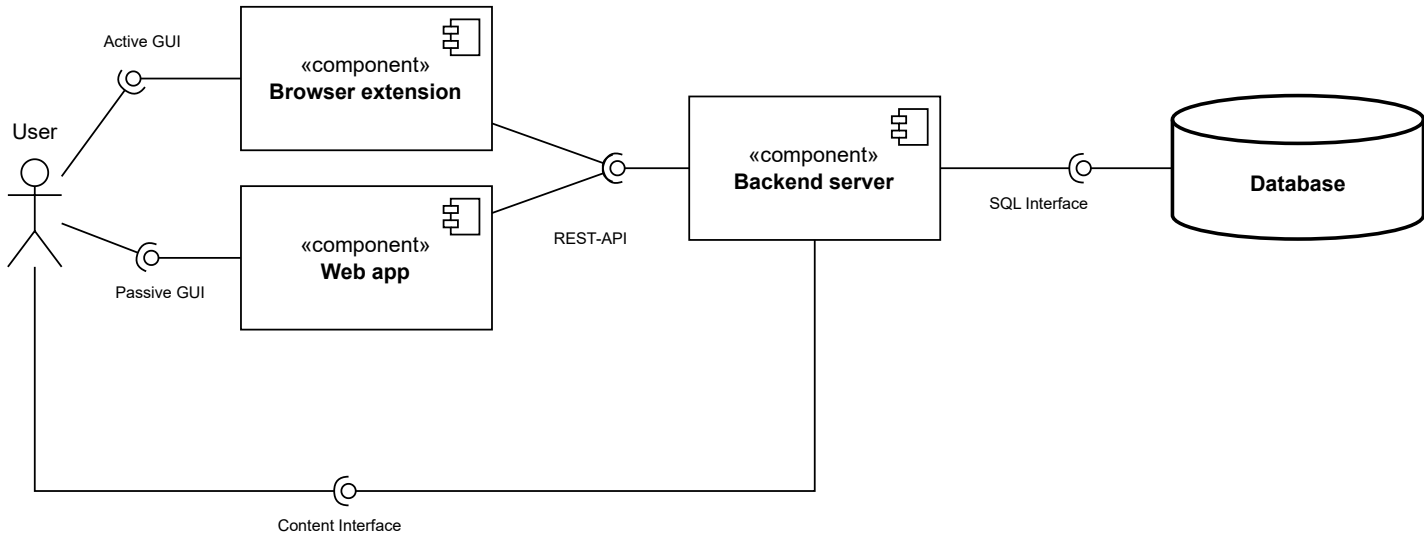 Active GUI
«component»
Browser extension
User
«component»
Backend server
Database
«component»
Web app
SQL Interface
REST-API
Passive GUI
Content Interface